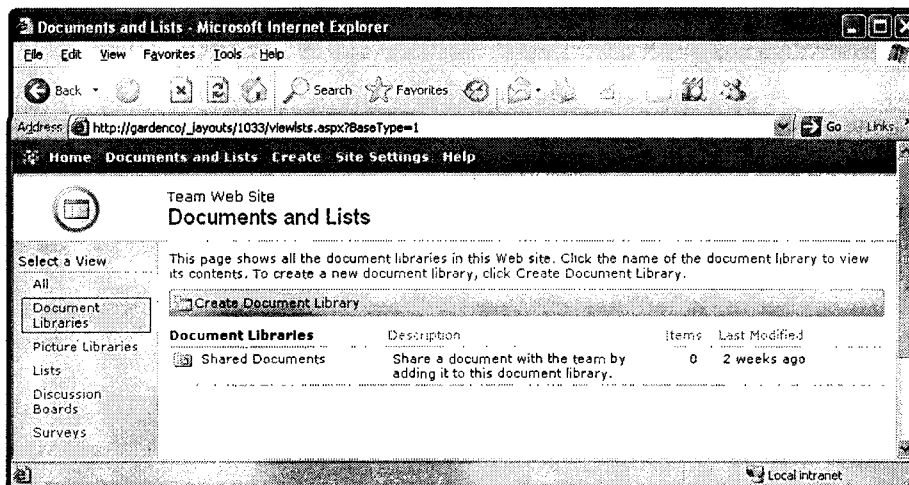 Documents and Lists - Microsoft Internet Explorer
File Edit View Favorites Tools Help
Back Search Favorites
Address http://gardenco/_layouts/1033/viewlsts.aspx?BaseType=1 Go Links
Home Documents and Lists Create Site Settings Help
Team Web Site
Documents and Lists
Select a View
All
Document
Libraries
Picture Libraries
Lists
Discussion
Boards
Surveys
This page shows all the document libraries in this Web site. Click the name of the document library to view
its contents. To create a new document library, click Create Document Library.
Create Document Library
Document Libraries Description Items Last Modified
Shared Documents Share a document with the team by 0 2 weeks ago
adding it to this document library.
Local intranet